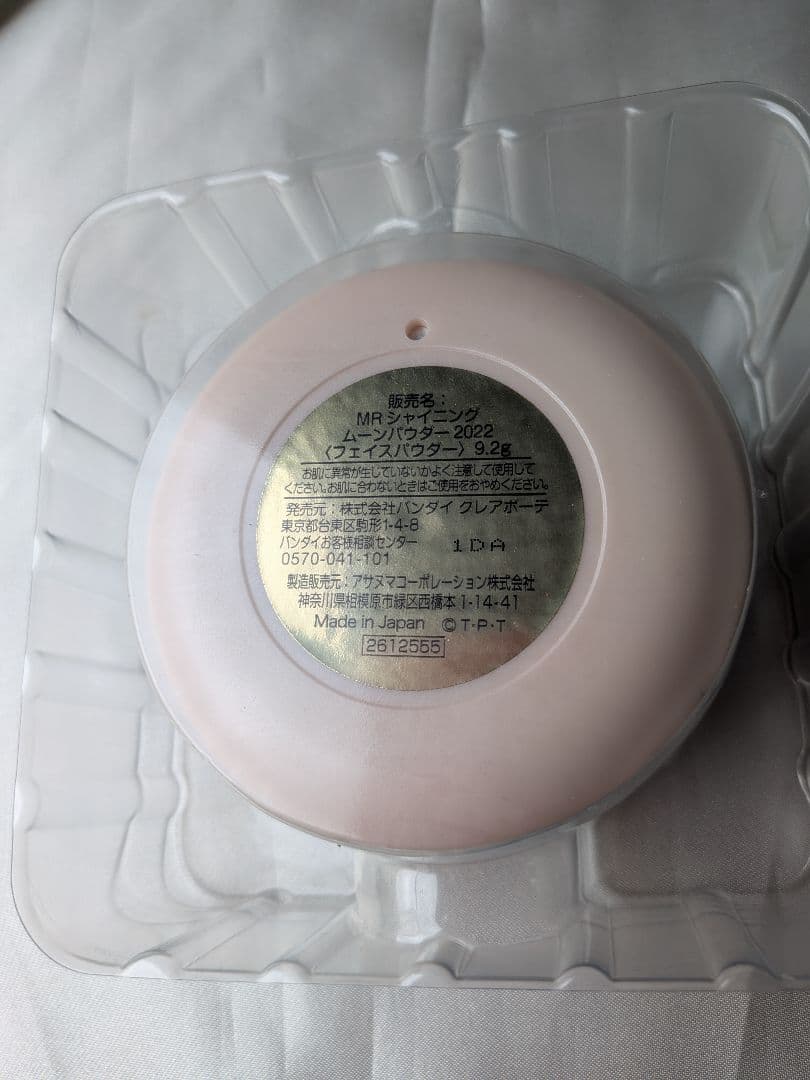 販売名：
MRシャイニング
ムーンパウダー2022
〈フェイスパウダー〉9.2g
お肌に異常が生じていないかよく注意して使用して
ください。お肌に合わないときはご使用をおやめください。
発売元：株式会社バンダイ クレアボーテ
東京都台東区駒形1-4-8
バンダイお客様相談センター
0570-041-101
1DA
製造販売元：アサヌマコーポレーション株式会社
神奈川県相模原市緑区西橋本1-14-41
Made in Japan ©T·P·T
2612555